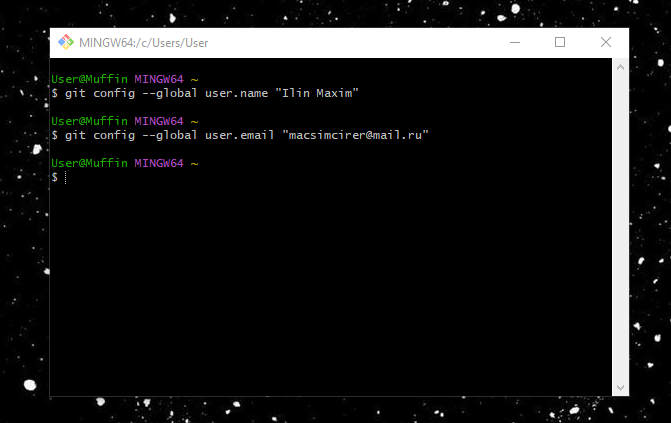 MINGW64:/c/Users/User
User@Muffin MINGW64 ~
$ git config --global user.name "Ilin Maxim"
User@Muffin MINGW64 ~
$ git config --global user.email "macsimcirer@mail.ru"
User@Muffin MINGW64 ~
$